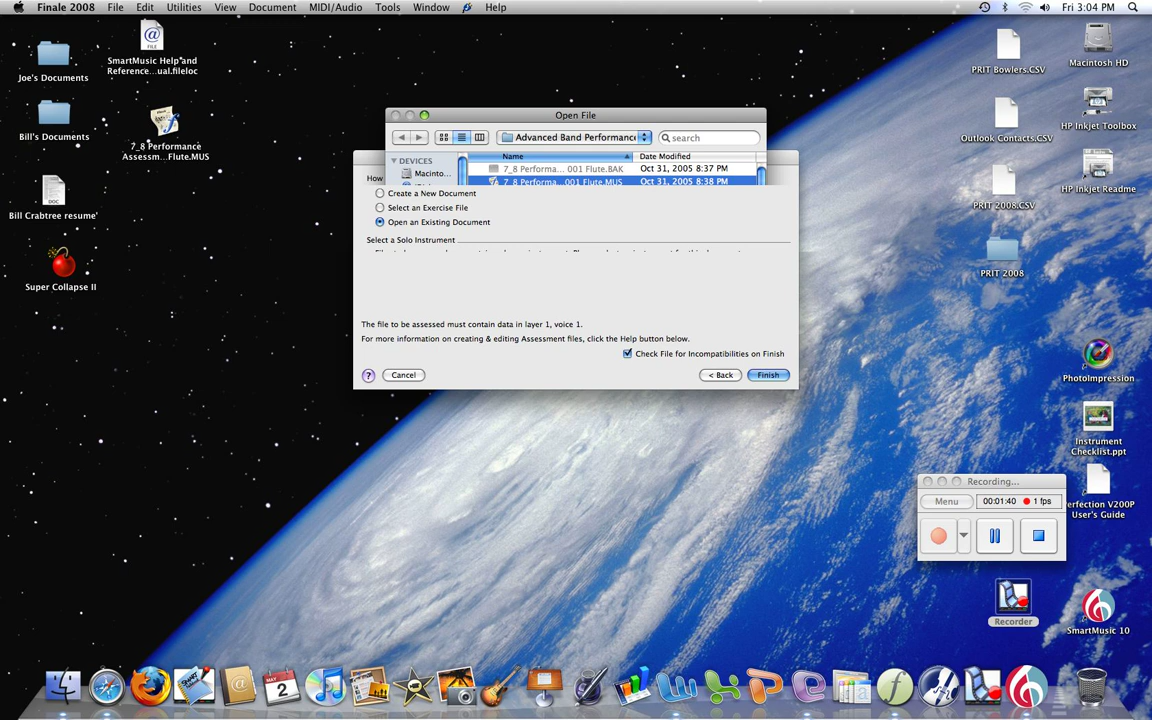 Finale 2008 File Edit Utilities View Document MIDI/Audio Tools Window Help Fri 3:04 PM
Joe's Documents
SmartMusic Help and
Reference...ual.fileloc
Bill's Documents
7_8 Performance
Assessm...Flute.MUS
DOC
Bill Crabtree resume'
Super Collapse II
PRIT Bowlers.CSV
Macintosh HD
Outlook Contacts.CSV
HP Inkjet Toolbox
PRIT 2008.CSV
HP Inkjet Readme
PRIT 2008
PhotoImpression
Instrument
Checklist.ppt
Perfection V200P
User's Guide
Recorder
SmartMusic 10
Open File
Advanced Band Performance
search
DEVICES
Name Date Modified
Macinto...
7_8 Performa... 001 Flute.BAK Oct 31, 2005 8:37 PM
7_8 Performa...001 Flute.MUS Oct 31, 2005 8:38 PM
How
Create a New Document
Select an Exercise File
Open an Existing Document
Select a Solo Instrument
The file to be assessed must contain data in layer 1, voice 1.
For more information on creating & editing Assessment files, click the Help button below.
Check File for Incompatibilities on Finish
? Cancel < Back Finish
Recording...
Menu 00:01:40 1 fps
MAY
2